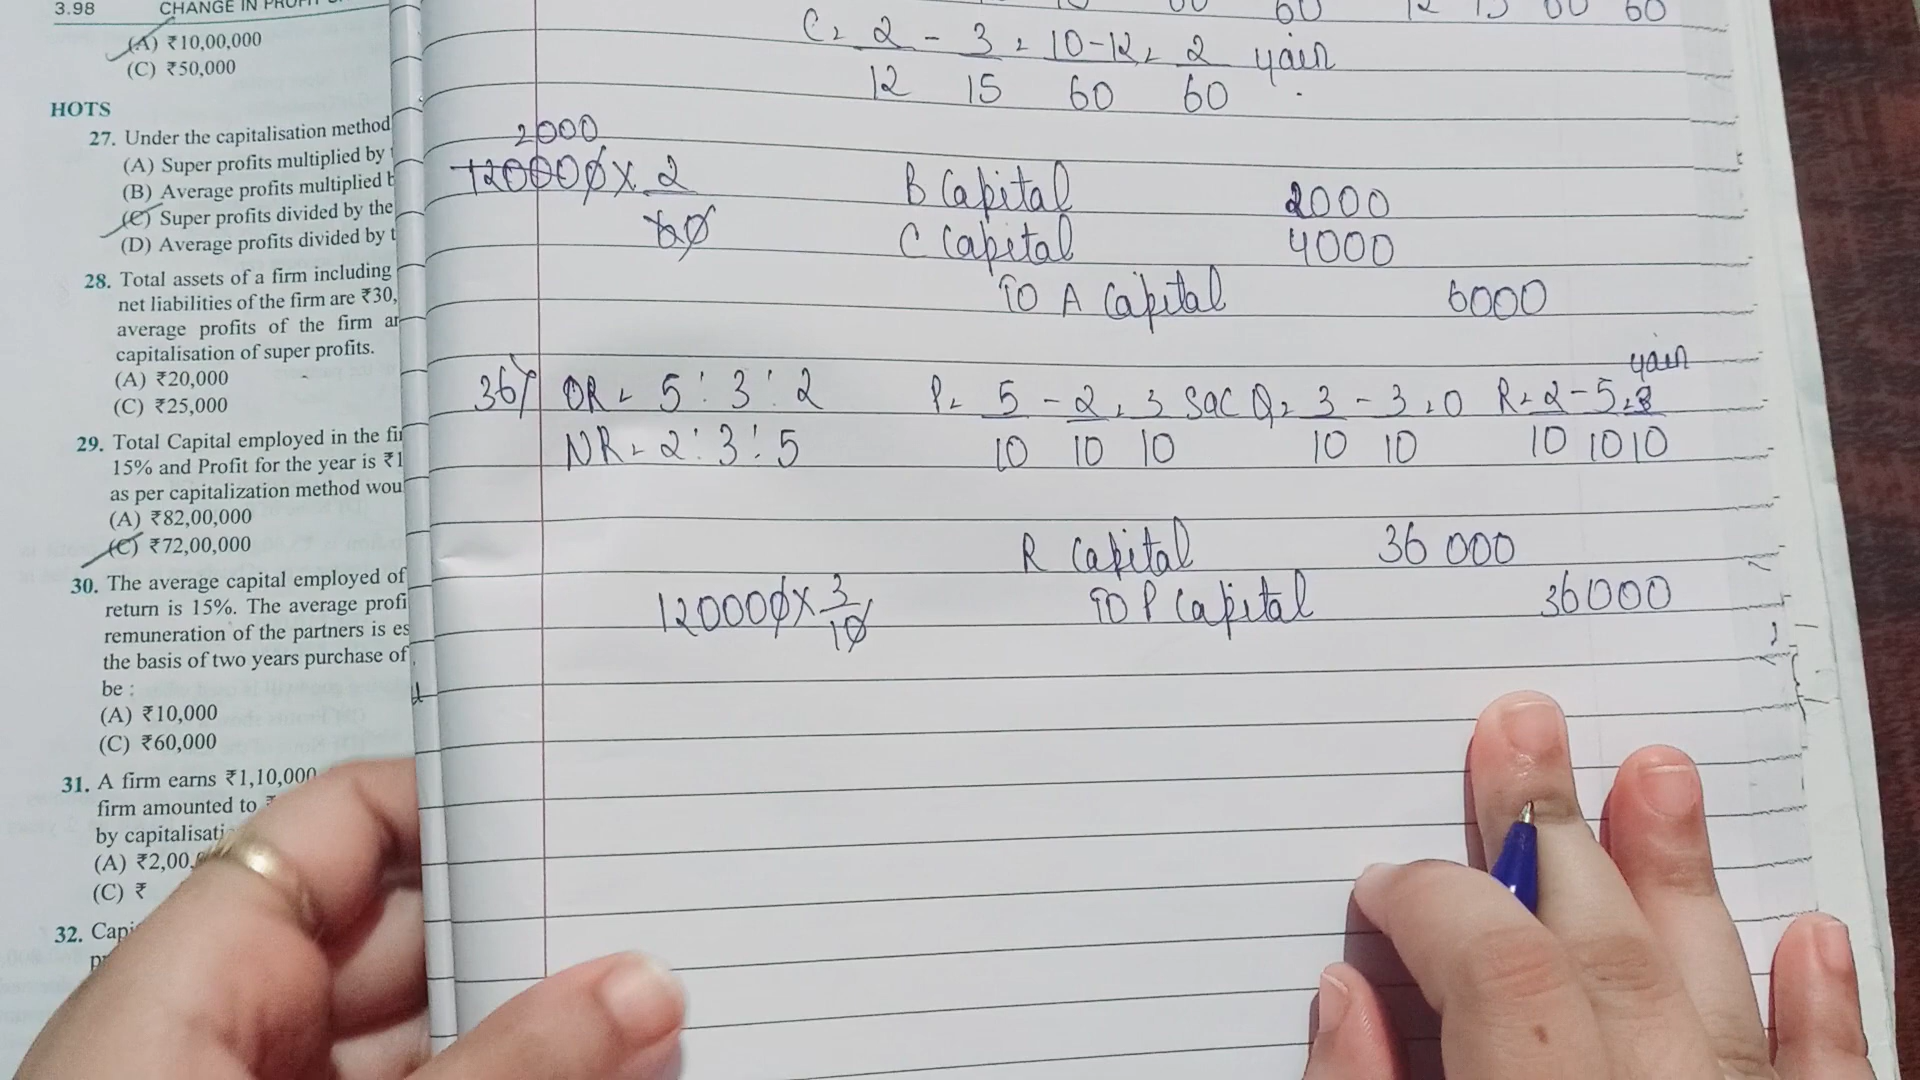 3.98 CHANGE IN PROFIT
(A) ₹10,00,000
(C) ₹50,000
HOTS
27. Under the capitalisation method
(A) Super profits multiplied by
(B) Average profits multiplied
(C) Super profits divided by the
(D) Average profits divided by
28. Total assets of a firm including
net liabilities of the firm are ₹30,
average profits of the firm
capitalisation of super profits.
(A) ₹20,000
(C) ₹25,000
29. Total Capital employed in the
15% and Profit for the year is ₹1
as per capitalization method
(A) ₹82,00,000
(C) ₹72,00,000
30. The average capital employed of
return is 15%. The average
remuneration of the partners is
the basis of two years purchase of
be :
(A) ₹10,000
(C) ₹60,000
31. A firm earns ₹1,10,000
firm amounted to ₹
by
(A) ₹2,00,
(C) ₹
32.
12 15 60 60
C = 2 - 3 = 10-12 = 2 gain
12 15 60 60
2000
120000 x 2
60
B Capital 2000
C Capital 4000
TO A Capital 6000
gain
36) OR = 5 : 3 : 2 P = 5 - 2 = 3 Sac Q = 3 - 3 = 0 R = 2 - 5 = 3
NR = 2 : 3 : 5 10 10 10 10 10 10 10 10
R Capital 36000
120000 x 3 TO P Capital 36000
10